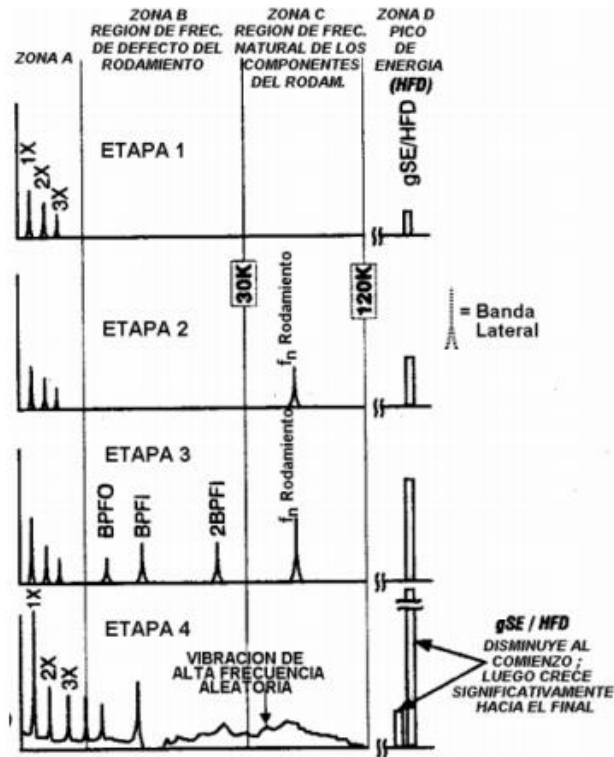 ZONA A
ZONA B
REGION DE FREC.
DE DEFECTO DEL
RODAMIENTO
ZONA C
REGION DE FREC.
NATURAL DE LOS
COMPONENTES
DEL RODAM.
ZONA D
PICO
DE
ENERGIA
(HFD)
ETAPA 1
1X
2X
3X
gSE/HFD
30K
120K
ETAPA 2
fn Rodamiento
= Banda
Lateral
ETAPA 3
BPFO
BPFI
2BPFI
fn Rodamiento
ETAPA 4
1X
2X
3X
VIBRACION DE
ALTA FRECUENCIA
ALEATORIA
gSE / HFD
DISMINUYE AL
COMIENZO ;
LUEGO CRECE
SIGNIFICATIVAMENTE
HACIA EL FINAL